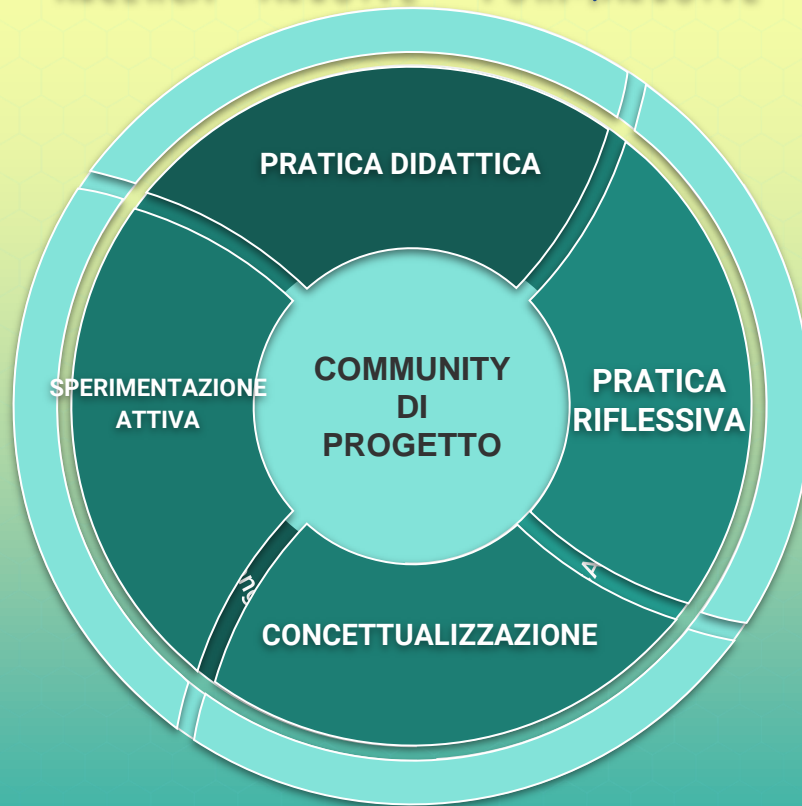 PRATICA DIDATTICA
PRATICA
RIFLESSIVA
CONCETTUALIZZAZIONE
SPERIMENTAZIONE
ATTIVA
COMMUNITY
DI
PROGETTO